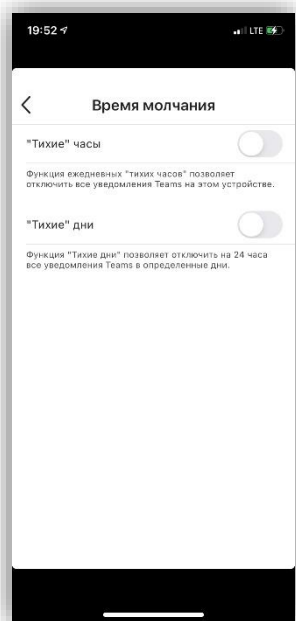 19:52
LTE
Время молчания
"Тихие" часы
Функция ежедневных "тихих часов" позволяет
отключить все уведомления Teams на этом устройстве.
"Тихие" дни
Функция "Тихие дни" позволяет отключить на 24 часа
все уведомления Teams в определенные дни.